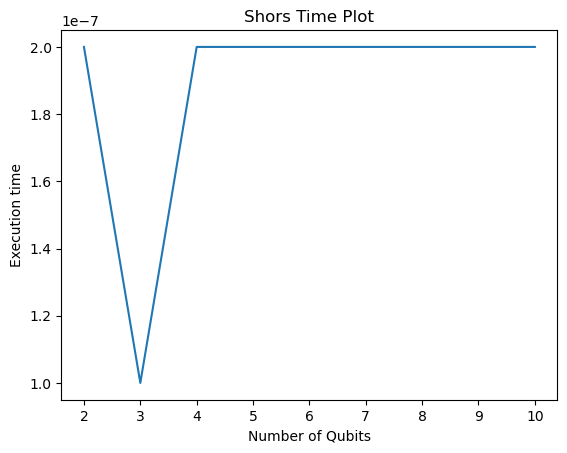 Shors Time Plot
1e−7
Execution time
2.0
1.8
1.6
1.4
1.2
1.0
2 3 4 5 6 7 8 9 10
Number of Qubits